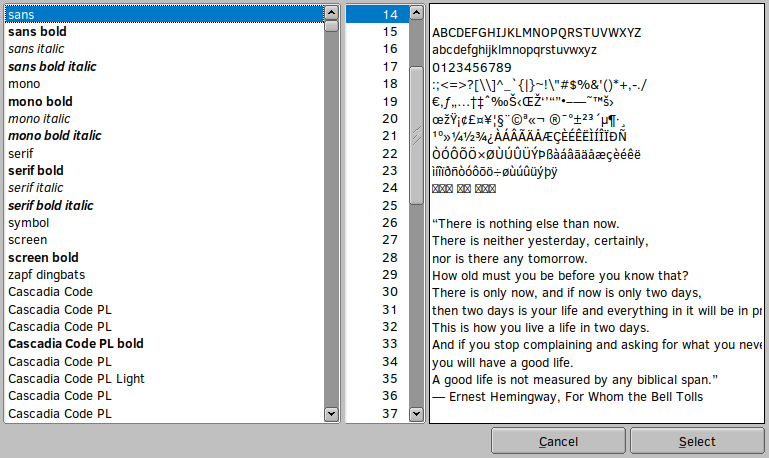 sans
sans bold
sans italic
sans bold italic
mono
mono bold
mono italic
mono bold italic
serif
serif bold
serif italic
serif bold italic
symbol
screen
screen bold
zapf dingbats
Cascadia Code
Cascadia Code PL
Cascadia Code PL
Cascadia Code PL bold
Cascadia Code PL
Cascadia Code PL Light
Cascadia Code PL
Cascadia Code PL
14
15
16
17
18
19
20
21
22
23
24
25
26
27
28
29
30
31
32
33
34
35
36
37
ABCDEFGHIJKLMNOPQRSTUVWXYZ
abcdefghijklmnopqrstuvwxyz
0123456789
:;<=>?[\\]^_`{|}~!\"#$%&'()*+,-./
€‚ƒ„…†‡ˆ‰Š‹ŒŽ‘’“”•–—˜™š›
œžŸ¡¢£¤¥¦§¨©ª«¬ ®¯°±²³´µ¶·¸
¹º»¼½¾¿ÀÁÂÃÄÅÆÇÈÉÊËÌÍÎÏÐÑ
ÒÓÔÕÖ×ØÙÚÛÜÝÞßàáâãäåæçèéêë
ìíîïðñòóôõö÷øùúûüýþÿ
“There is nothing else than now.
There is neither yesterday, certainly,
nor is there any tomorrow.
How old must you be before you know that?
There is only now, and if now is only two days,
then two days is your life and everything in it will be in
This is how you live a life in two days.
And if you stop complaining and asking for what you
you will have a good life.
A good life is not measured by any biblical span.”
— Ernest Hemingway, For Whom the Bell Tolls
Cancel
Select